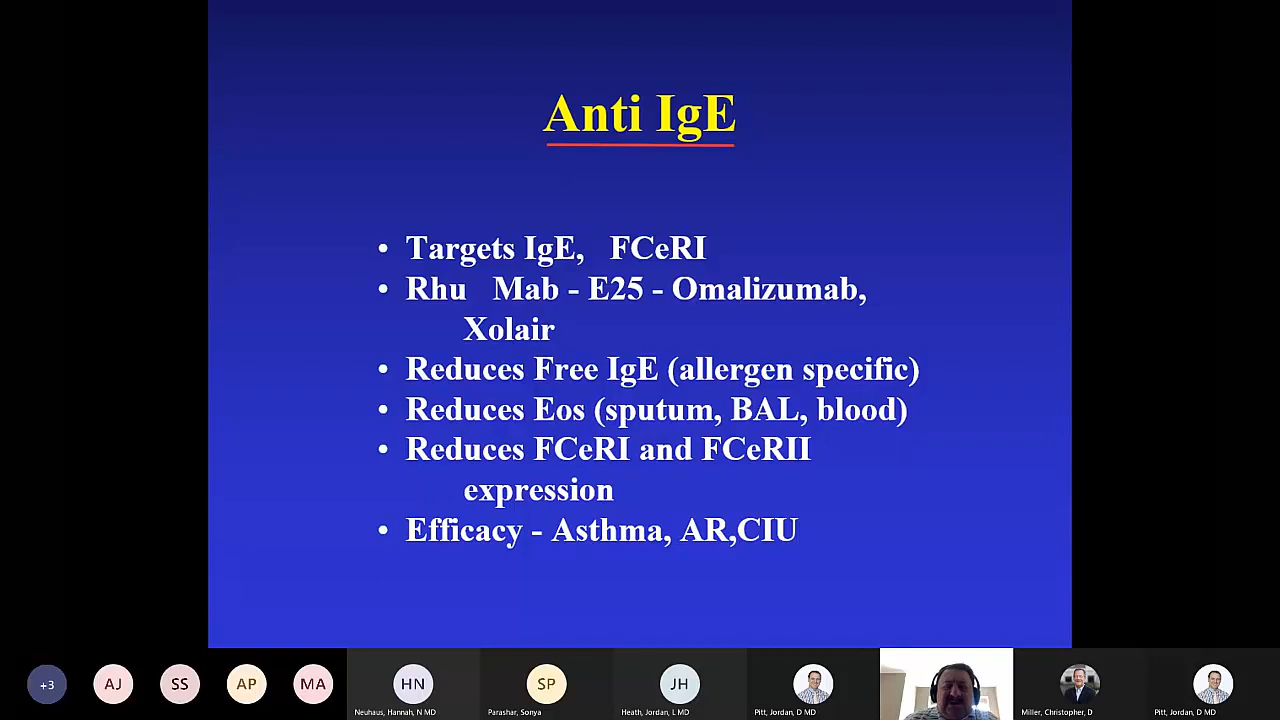 Anti IgE
• Targets IgE, FCeRI
• Rhu Mab - E25 - Omalizumab,
Xolair
• Reduces Free IgE (allergen specific)
• Reduces Eos (sputum, BAL, blood)
• Reduces FCeRI and FCeRII
expression
• Efficacy - Asthma, AR,CIU
+3
AJ
SS
AP
MA
HN
SP
JH
Neuhaus, Hannah, N MD
Parashar, Sonya
Heath, Jordan, L MD
Pitt, Jordan, D MD
Miller, Christopher, D
Pitt, Jordan, D MD